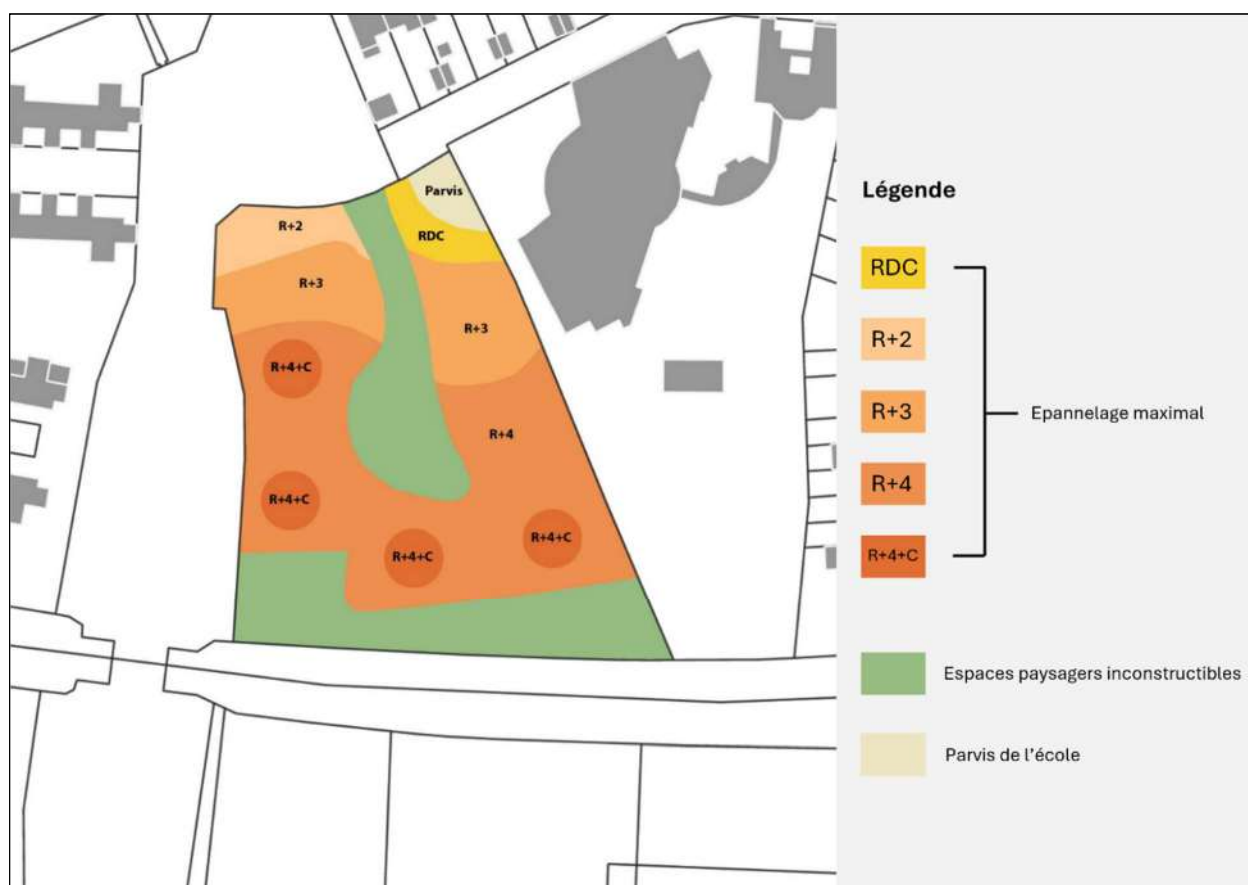 Parvis
R+2
RDC
R+3
R+3
R+4+C
R+4
R+4+C
R+4+C
R+4+C
Légende
RDC
R+2
R+3
Epannelage maximal
R+4
R+4+C
Espaces paysagers inconstructibles
Parvis de l’école